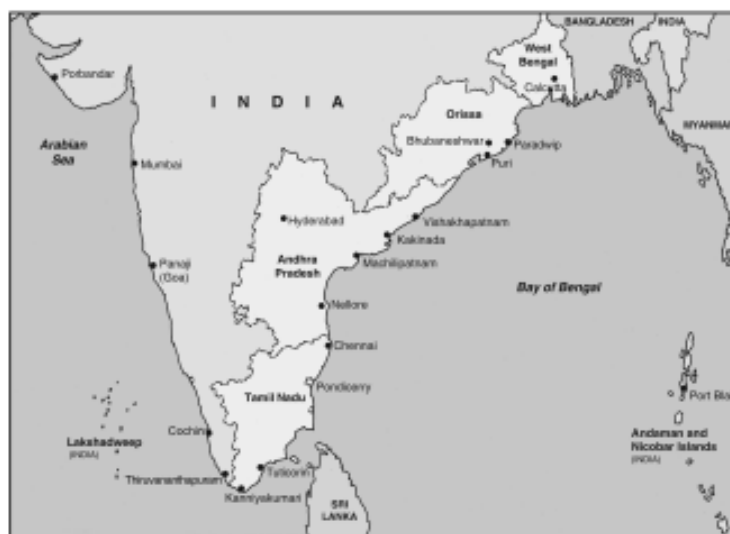 BANGLADESH
INDIA
West
Bengal
Porbandar
Calcutta
I N D I A
Orissa
MYANMAR
Arabian
Sea
Bhubaneshwar
Paradwip
Puri
Mumbai
Hyderabad
Vishakhapatnam
Kakinada
Andhra
Pradesh
Machilipatnam
Panaji
(Goa)
Bay of Bengal
Nellore
Chennai
Pondicerry
Port Bla
Tamil Nadu
Cochin
Lakshadweep
(INDIA)
Andaman and
Nicobar Islands
(INDIA)
Tuticorin
Thiruvananthapuram
Kanniyakumari
SRI
LANKA